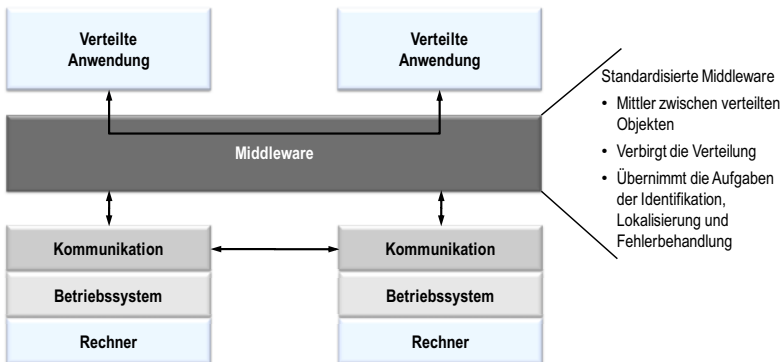 Verteilte
Anwendung
Verteilte
Anwendung
Middleware
Kommunikation
Kommunikation
Betriebssystem
Betriebssystem
Rechner
Rechner
Standardisierte Middleware
• Mittler zwischen verteilten
Objekten
• Verbirgt die Verteilung
• Übernimmt die Aufgaben
der Identifikation,
Lokalisierung und
Fehlerbehandlung